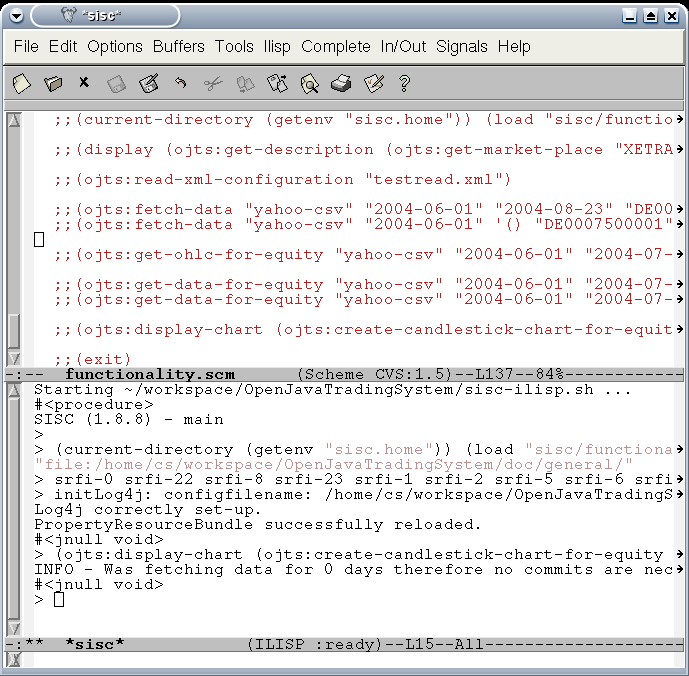 *sisc*
File Edit Options Buffers Tools Ilisp Complete In/Out Signals Help
;;(current-directory (getenv "sisc.home")) (load "sisc/functio
;;(display (ojts:get-description (ojts:get-market-place "XETRA
;;(ojts:read-xml-configuration "testread.xml")
;;(ojts:fetch-data "yahoo-csv" "2004-06-01" "2004-08-23" "DE00
;;(ojts:fetch-data "yahoo-csv" "2004-06-01" '() "DE0007500001"
;;(ojts:get-ohlc-for-equity "yahoo-csv" "2004-06-01" "2004-07-
;;(ojts:get-data-for-equity "yahoo-csv" "2004-06-01" "2004-07-
;;(ojts:get-data-for-equity "yahoo-csv" "2004-06-01" "2004-07-
;;(ojts:display-chart (ojts:create-candlestick-chart-for-equit
;;(exit)
-:-- functionality.scm (Scheme CVS:1.5)--L137--84%------------
Starting ~/workspace/OpenJavaTradingSystem/sisc-ilisp.sh ...
#<procedure>
SISC (1.8.8) - main
>
> (current-directory (getenv "sisc.home")) (load "sisc/functiona
"file:/home/cs/workspace/OpenJavaTradingSystem/doc/general/"
> srfi-0 srfi-22 srfi-8 srfi-23 srfi-1 srfi-2 srfi-5 srfi-6 srfi
> initLog4j: configfilename: /home/cs/workspace/OpenJavaTradingS
Log4j correctly set-up.
PropertyResourceBundle successfully reloaded.
#<jnull void>
> (ojts:display-chart (ojts:create-candlestick-chart-for-equity
INFO - Was fetching data for 0 days therefore no commits are nec
#<jnull void>
>
-:** *sisc* (ILISP :ready)--L15--All--------------------